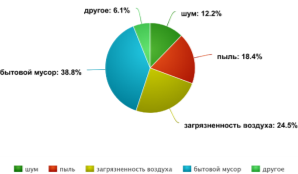 другое: 6.1%
шум: 12.2%
пыль: 18.4%
бытовой мусор: 38.8%
загрязненность воздуха: 24.5%
шум пыль загрязненность воздуха бытовой мусор другое